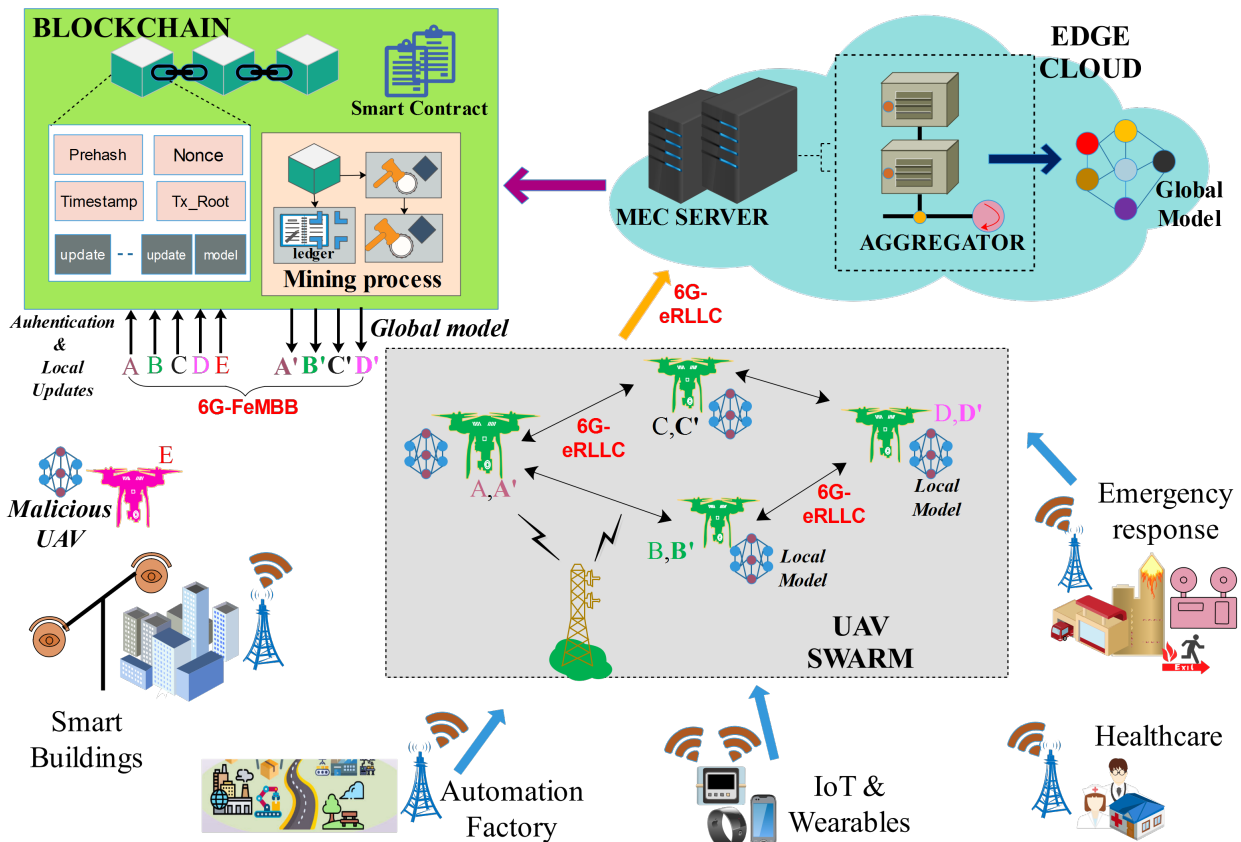 BLOCKCHAIN
Smart Contract
Prehash
Nonce
Timestamp
Tx_Root
update
update
model
ledger
Mining process
EDGE
CLOUD
MEC SERVER
AGGREGATOR
Global
Model
Auhentication
&
Local
Updates
A B C D E
A' B' C' D'
Global model
6G-FeMBB
6G-
eRLLC
C,C'
6G-
eRLLC
D,D'
A,A'
Local
Model
6G-
eRLLC
B,B'
Local
Model
UAV
SWARM
E
Malicious
UAV
Emergency
response
Exit
Smart
Buildings
Automation
Factory
IoT &
Wearables
Healthcare